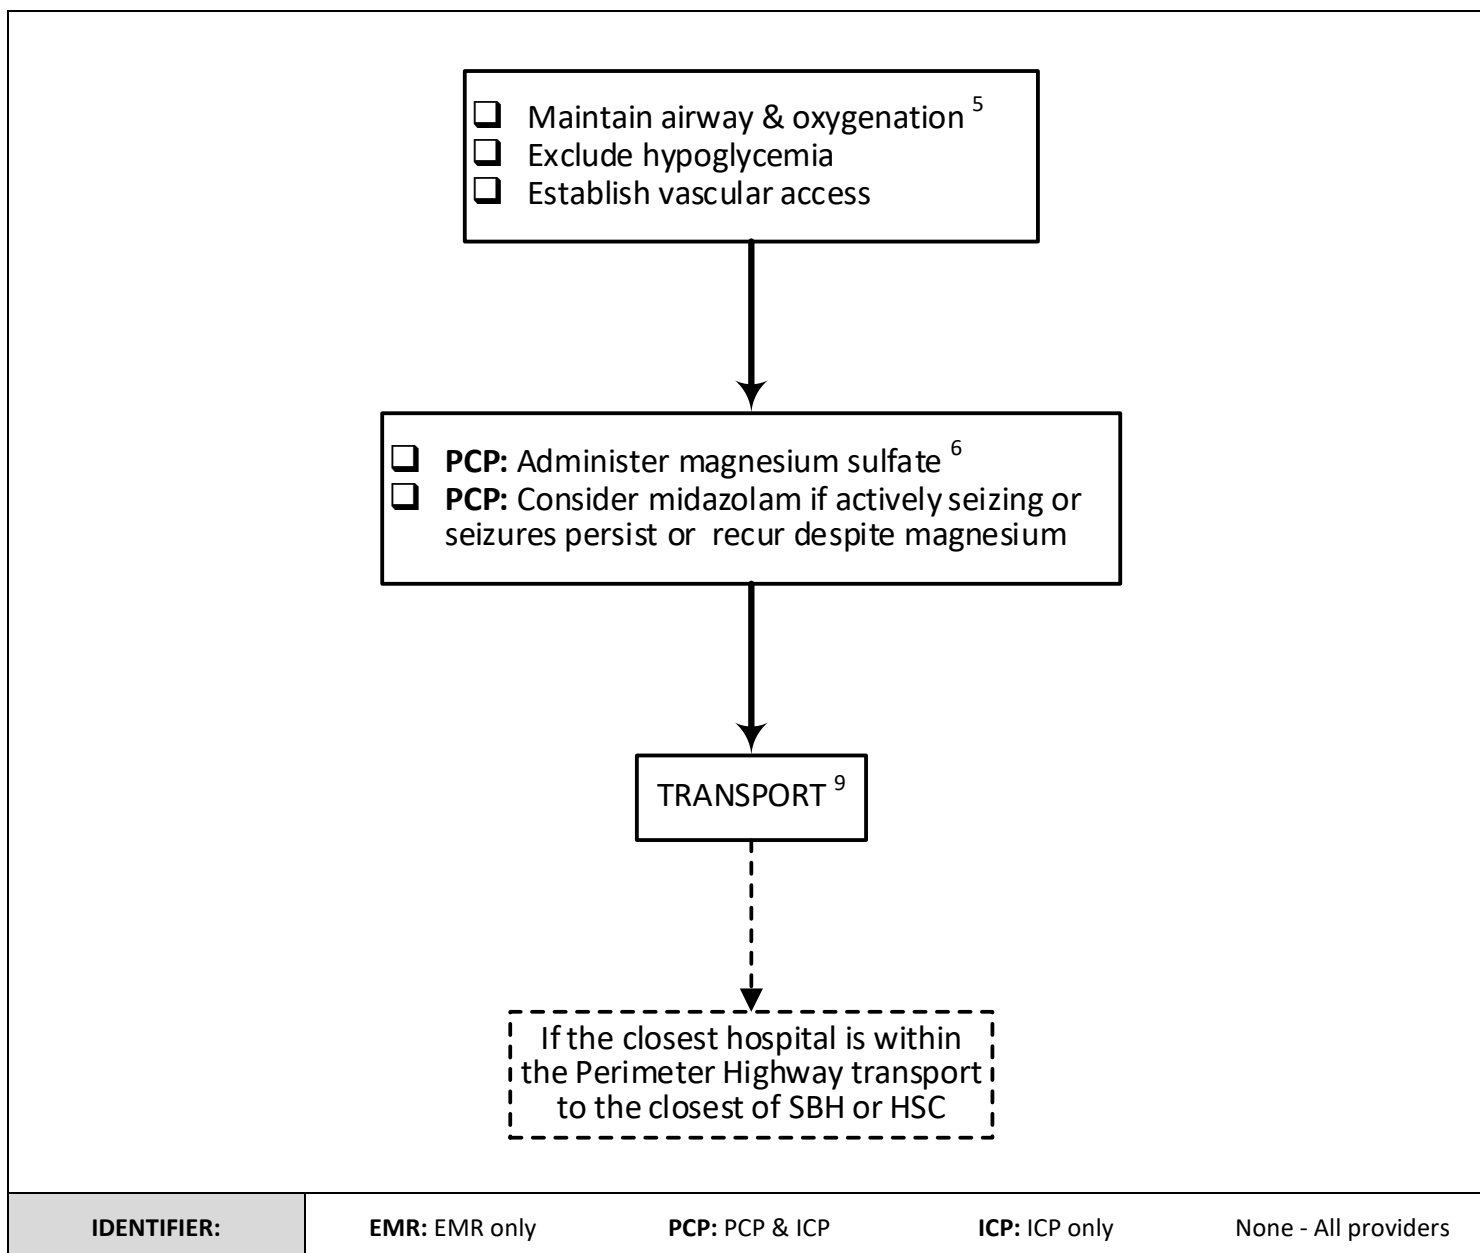 ❑ Maintain airway & oxygenation 5
❑ Exclude hypoglycemia
❑ Establish vascular access
❑ PCP: Administer magnesium sulfate 6
❑ PCP: Consider midazolam if actively seizing or
seizures persist or recur despite magnesium
TRANSPORT 9
If the closest hospital is within
the Perimeter Highway transport
to the closest of SBH or HSC
IDENTIFIER: EMR: EMR only PCP: PCP & ICP ICP: ICP only None - All providers